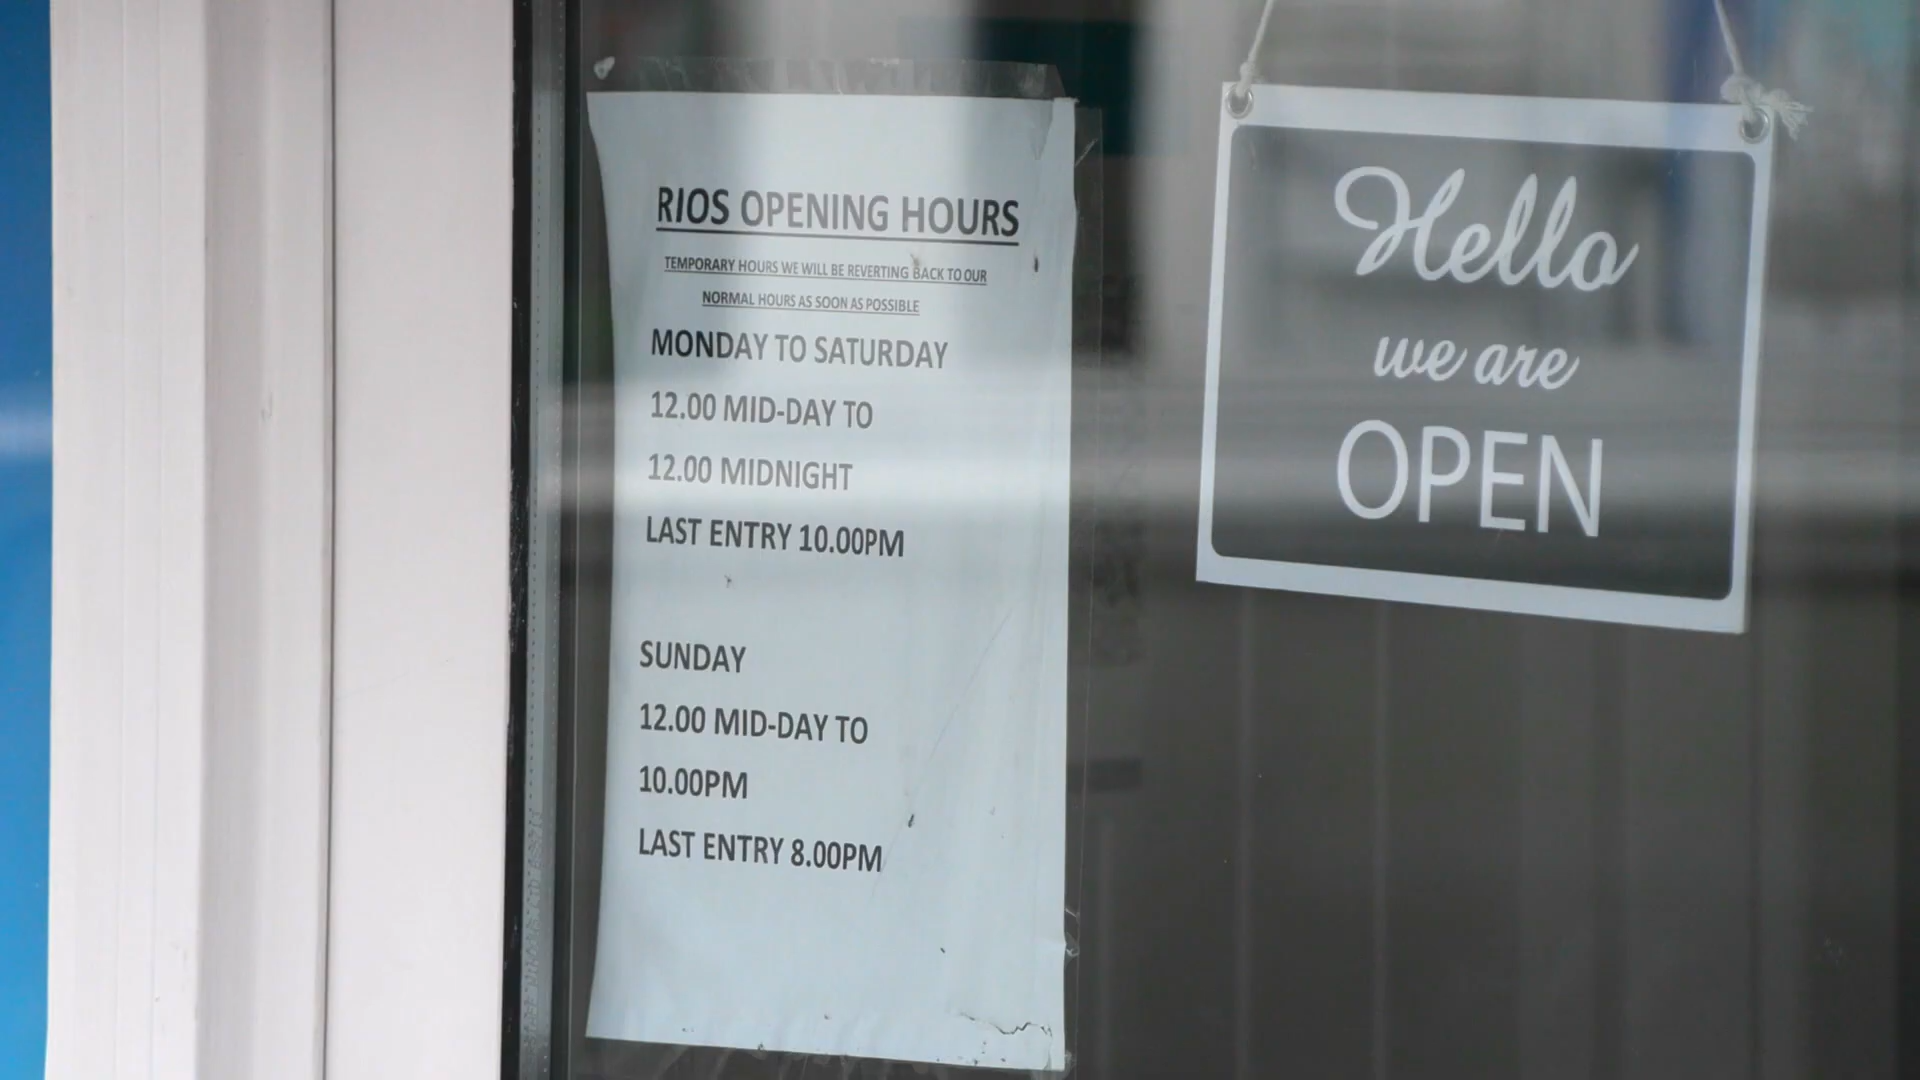 RIOS OPENING HOURS
TEMPORARY HOURS WE WILL BE REVERTING BACK TO OUR
NORMAL HOURS AS SOON AS POSSIBLE
MONDAY TO SATURDAY
12.00 MID-DAY TO
12.00 MIDNIGHT
LAST ENTRY 10.00PM
SUNDAY
12.00 MID-DAY TO
10.00PM
LAST ENTRY 8.00PM
Hello
we are
OPEN